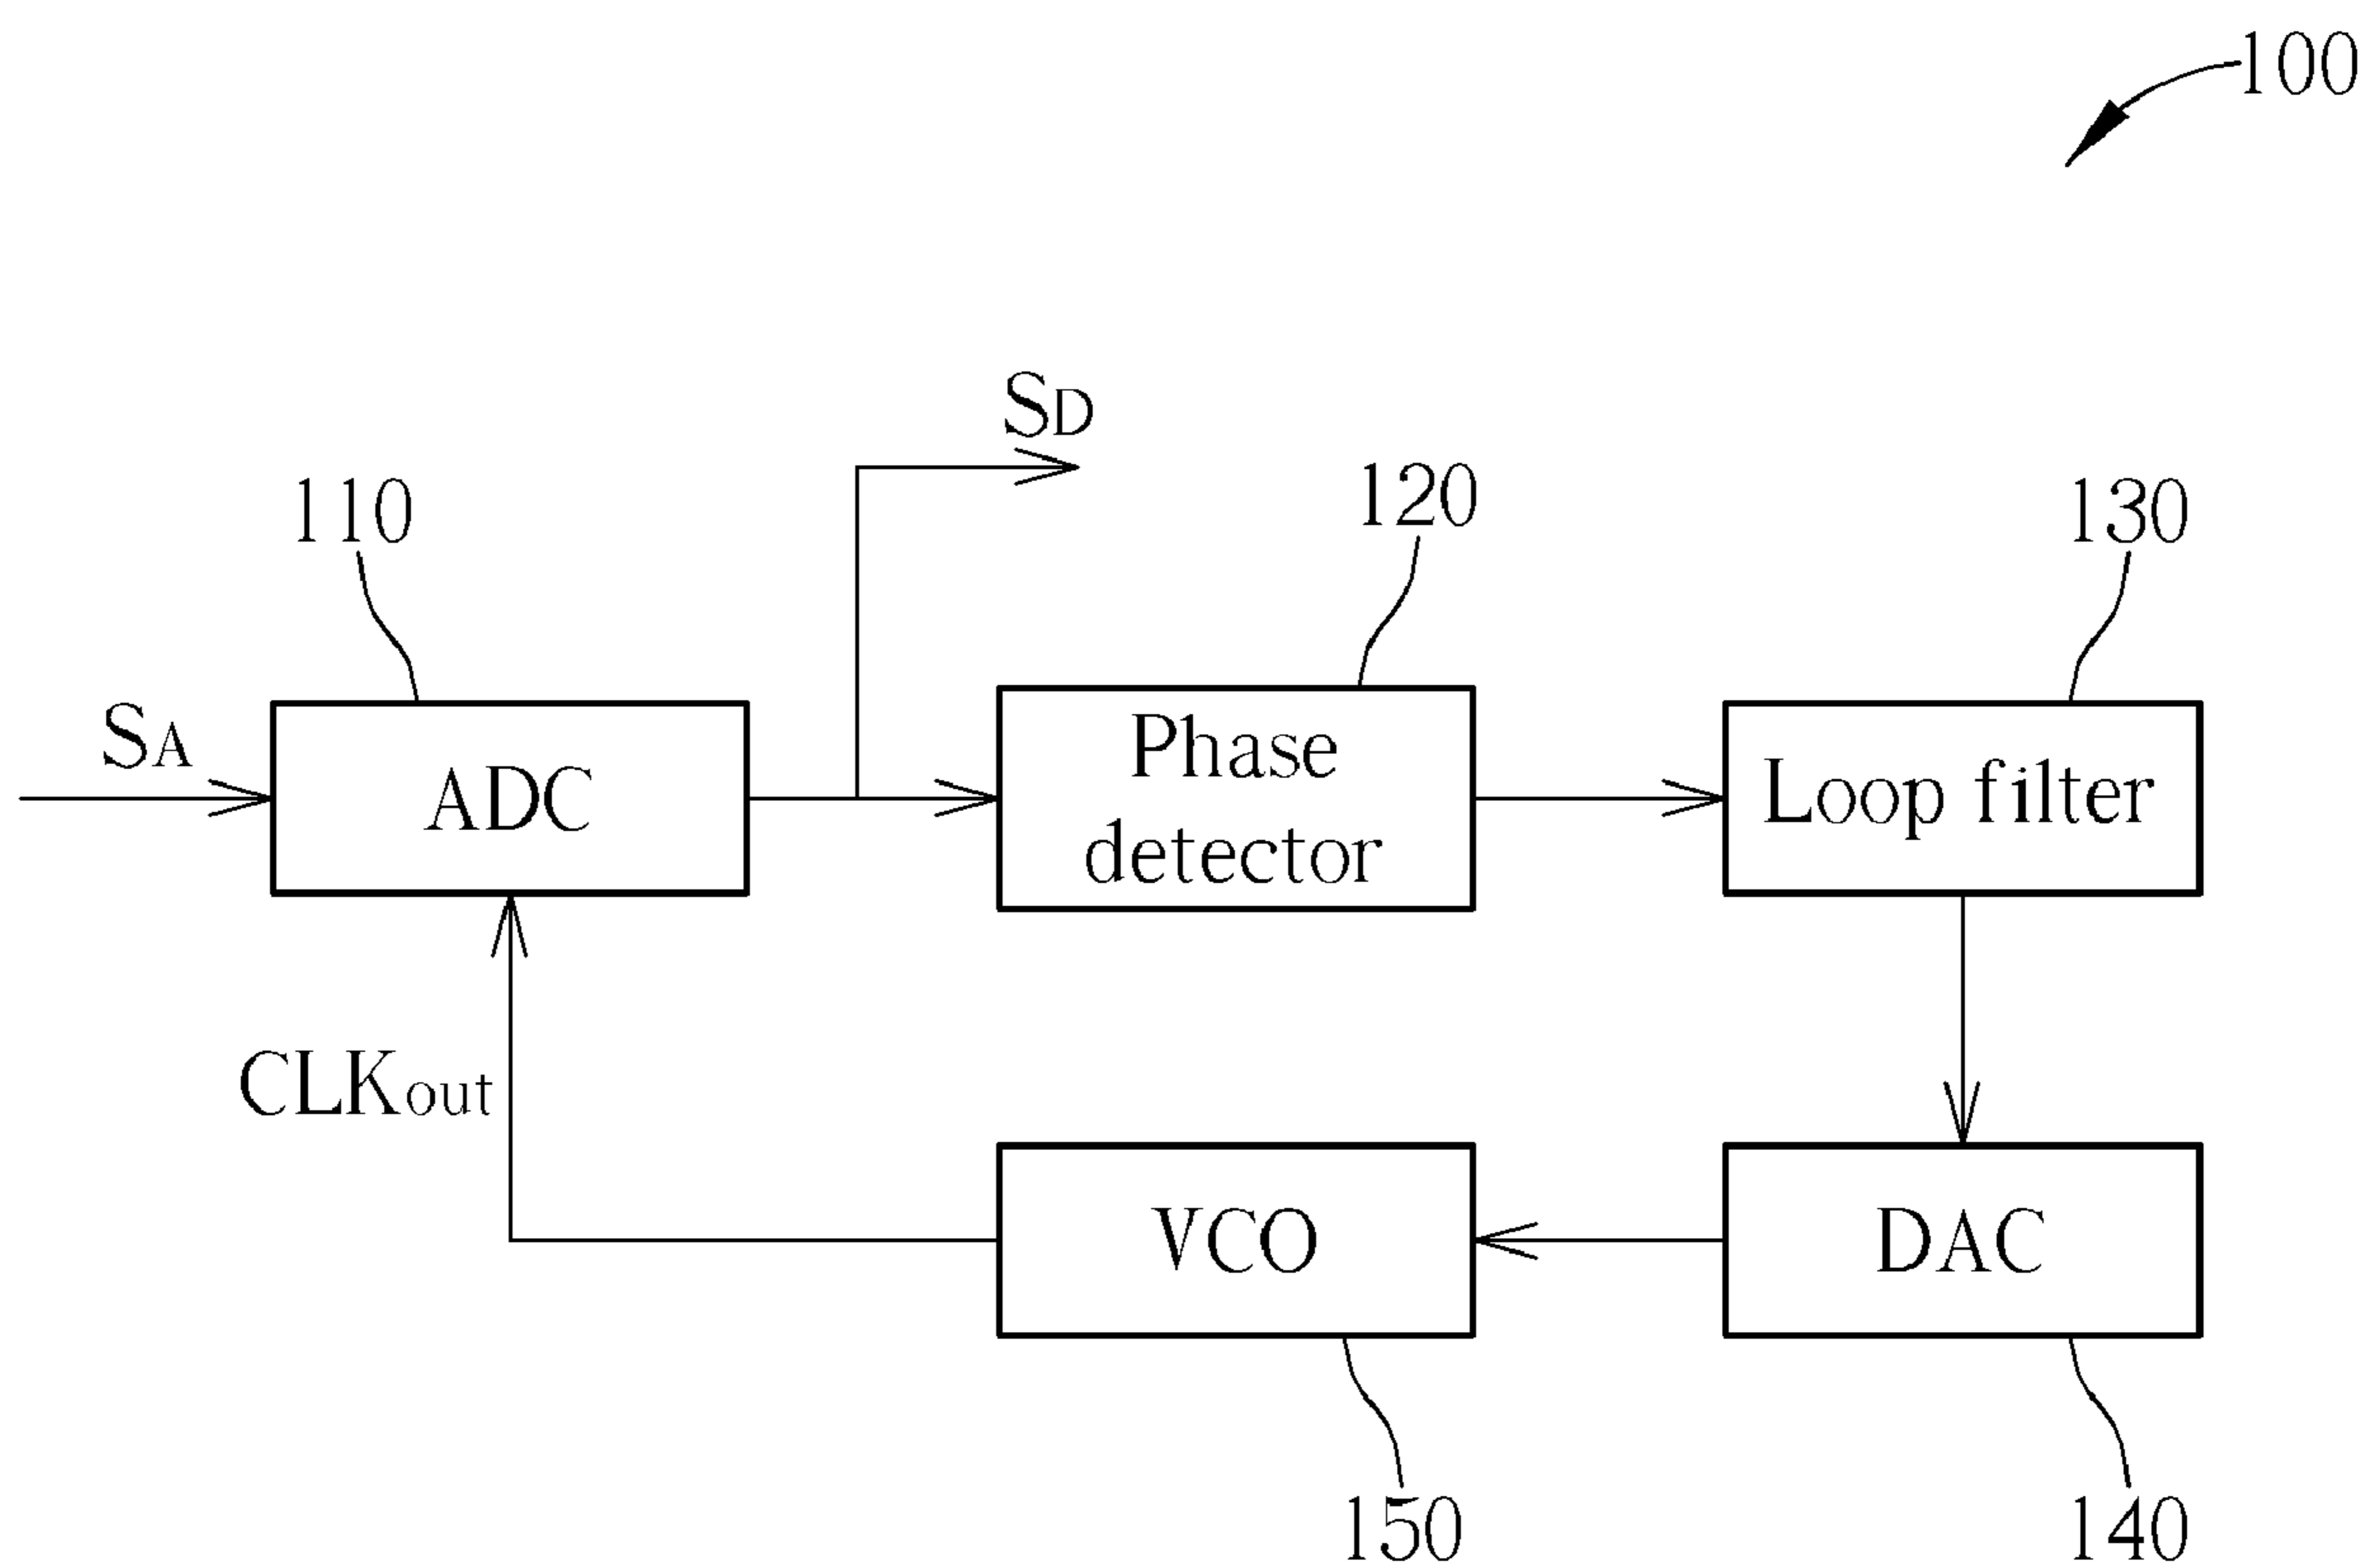 100
SD
110
120
130
SA
ADC
Phase
detector
Loop filter
CLKout
VCO
DAC
150
140